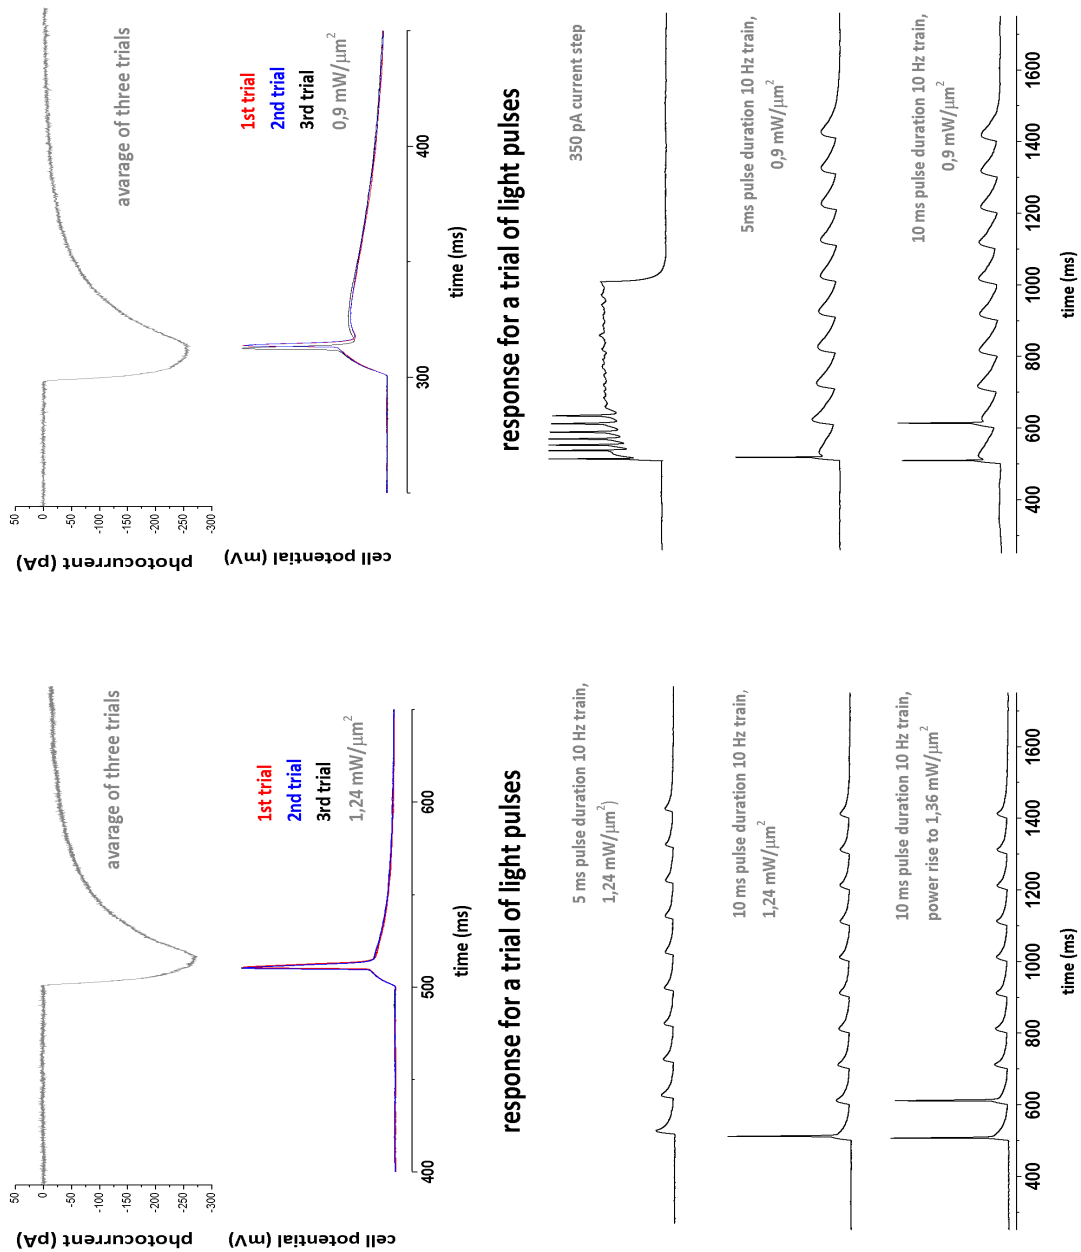 50
0
-50
-100
-150
-200
-250
-300
photocurrent (pA)
avarage of three trials
cell potential (mV)
1st trial
2nd trial
3rd trial
1,24 mW/μm²
400
500
600
time (ms)
response for a trial of light pulses
5 ms pulse duration 10 Hz train,
1,24 mW/μm²)
10 ms pulse duration 10 Hz train,
1,24 mW/μm²
10 ms pulse duration 10 Hz train,
power rise to 1,36 mW/μm²
400
600
800
1000
1200
1400
1600
time (ms)
50
0
-50
-100
-150
-200
-250
-300
photocurrent (pA)
avarage of three trials
cell potential (mV)
1st trial
2nd trial
3rd trial
0,9 mW/μm²
300
400
time (ms)
response for a trial of light pulses
350 pA current step
5ms pulse duration 10 Hz train,
0,9 mW/μm²
10 ms pulse duration 10 Hz train,
0,9 mW/μm²
400
600
800
1000
1200
1400
1600
time (ms)